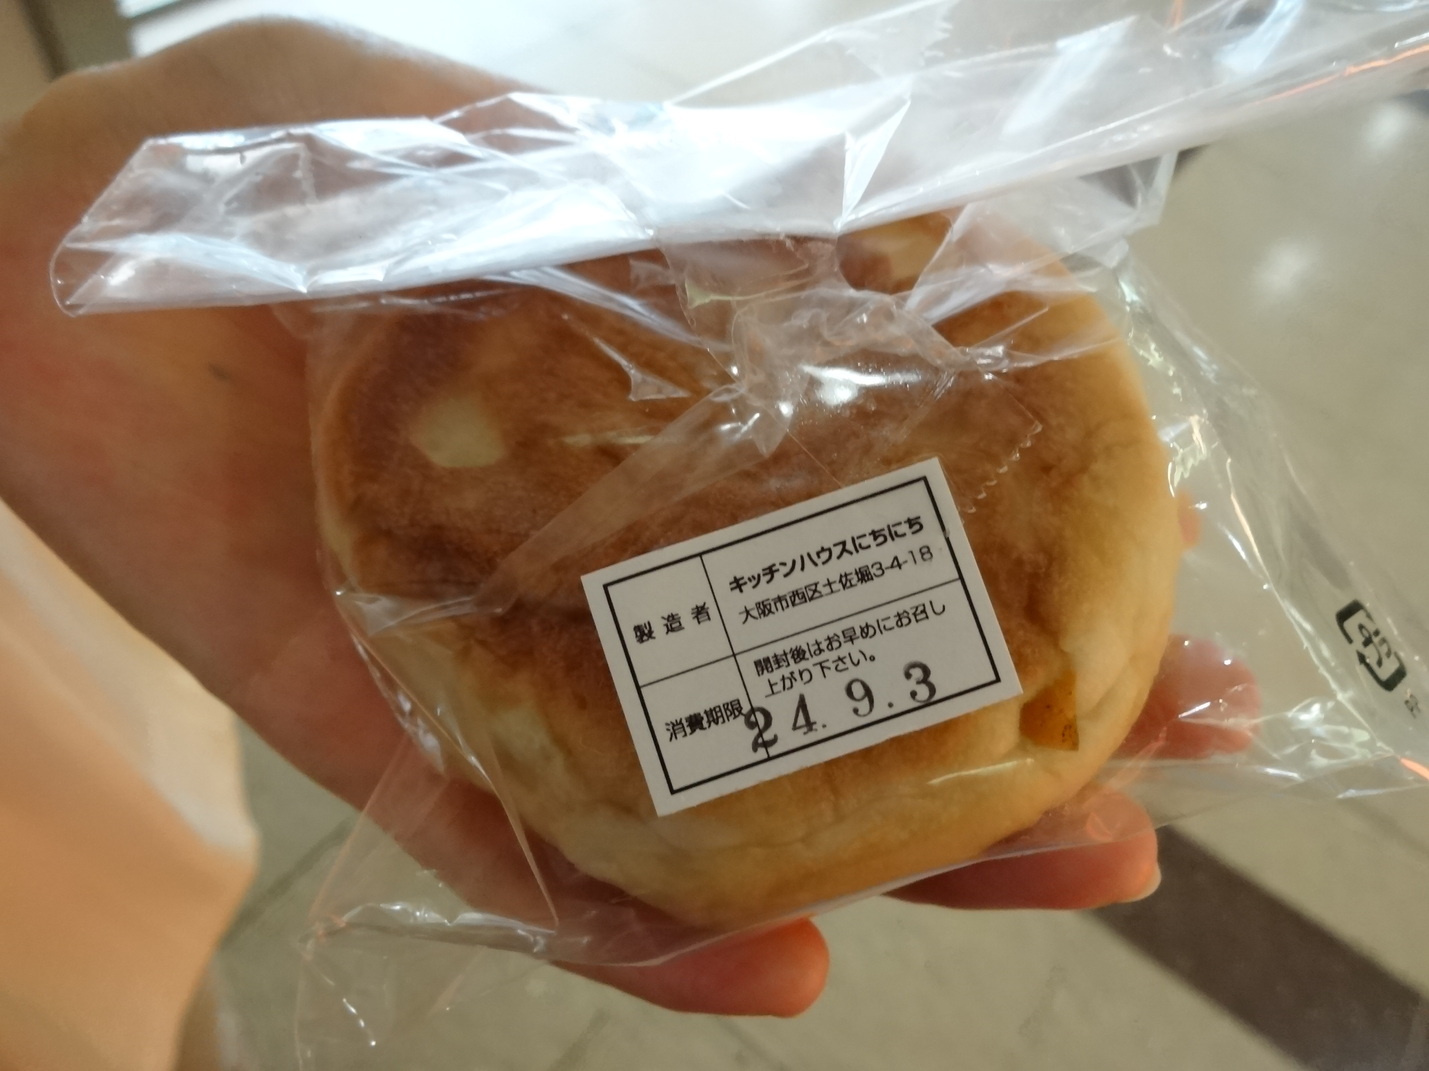 製造者
キッチンハウスにちにち
大阪市西区土佐堀3-4-18
消費期限
開封後はお早めにお召し
上がり下さい。
24.9.3
プラ